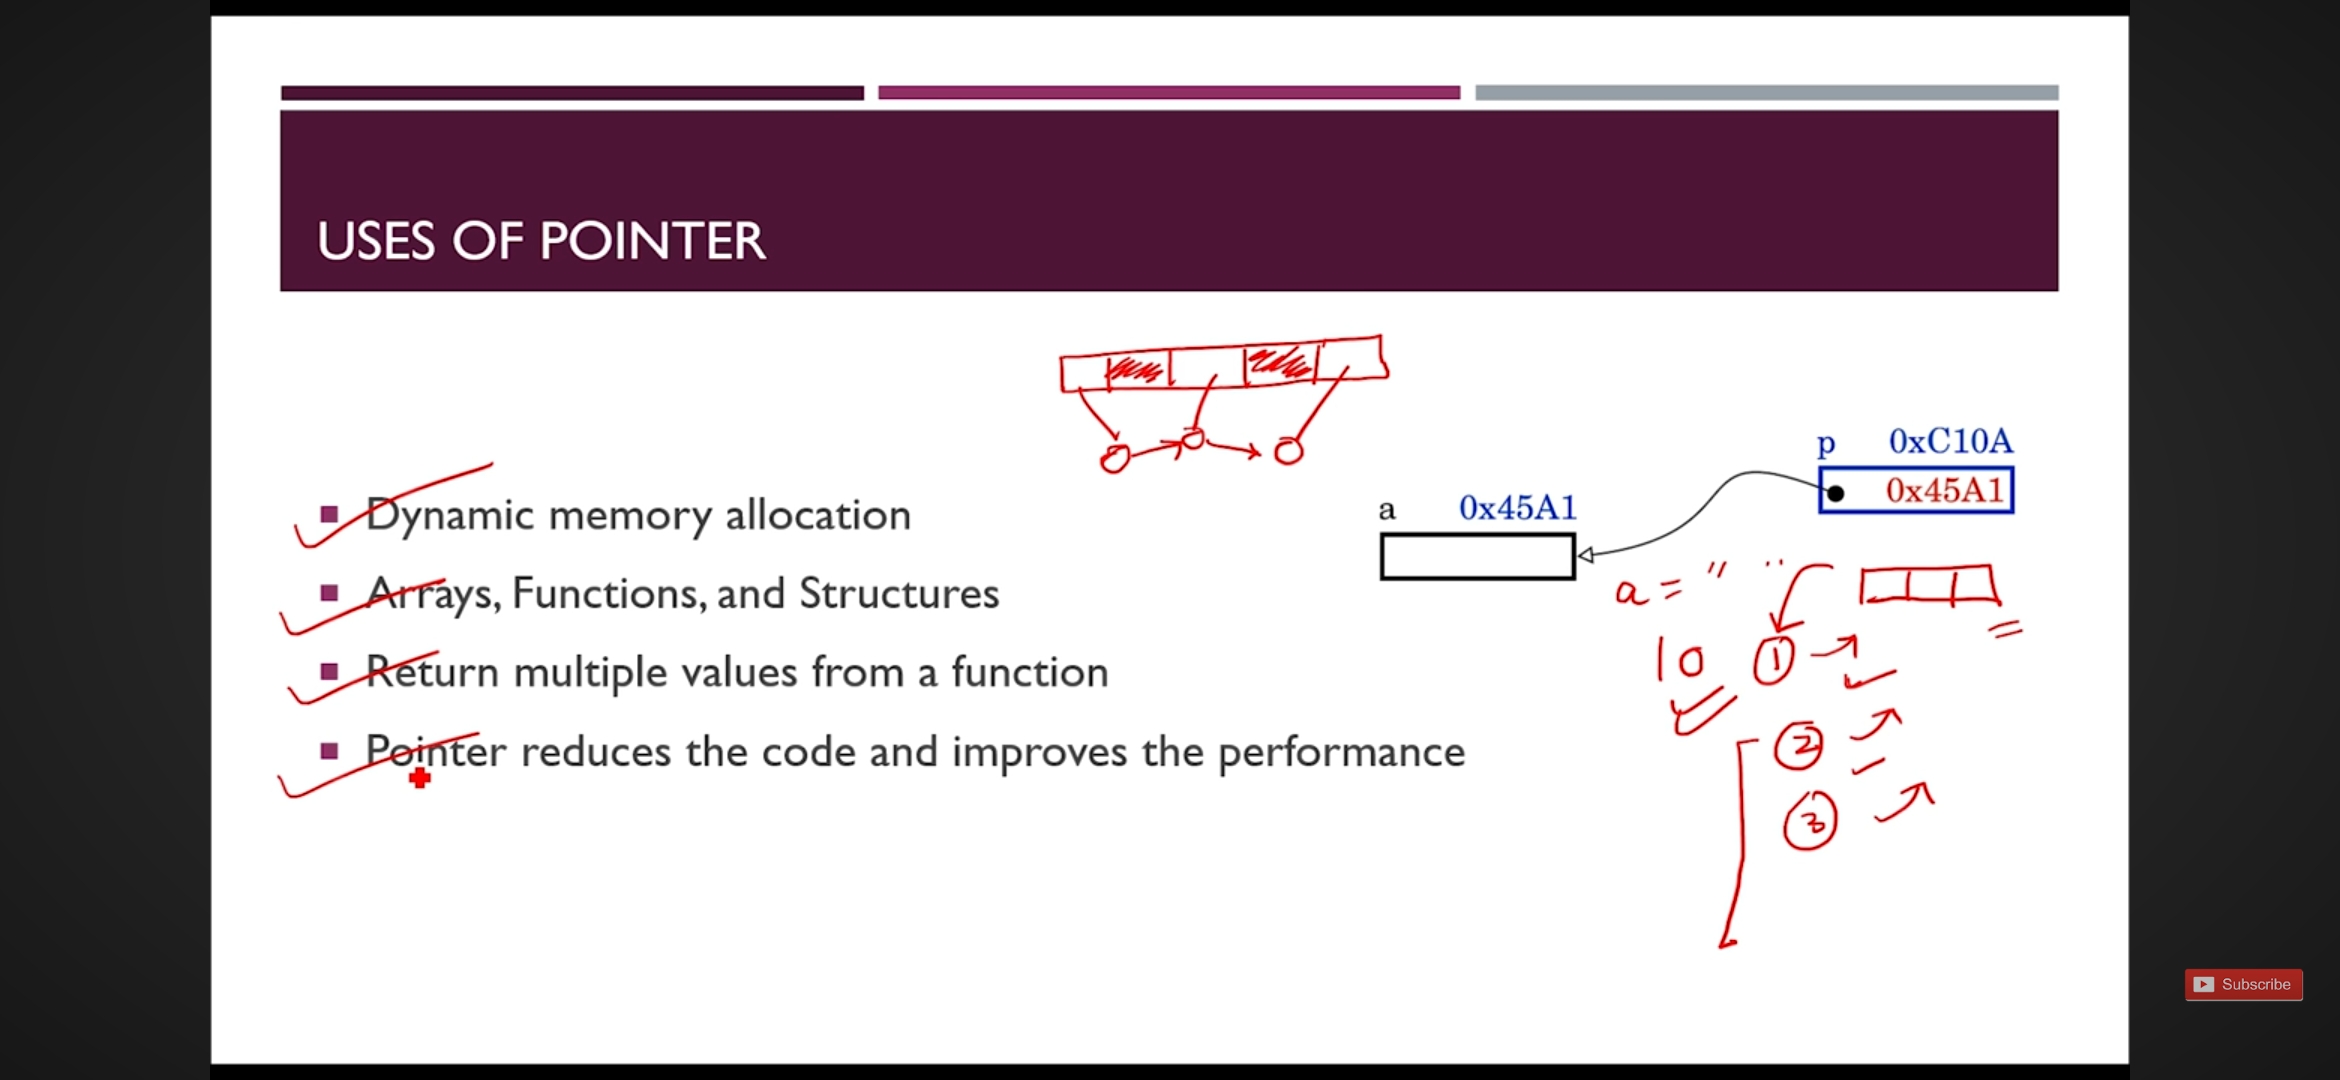 USES OF POINTER
p 0xC10A
0x45A1
a 0x45A1
Dynamic memory allocation
Arrays, Functions, and Structures
Return multiple values from a function
Pointer reduces the code and improves the performance
a = " "
10 1
2
3
Subscribe